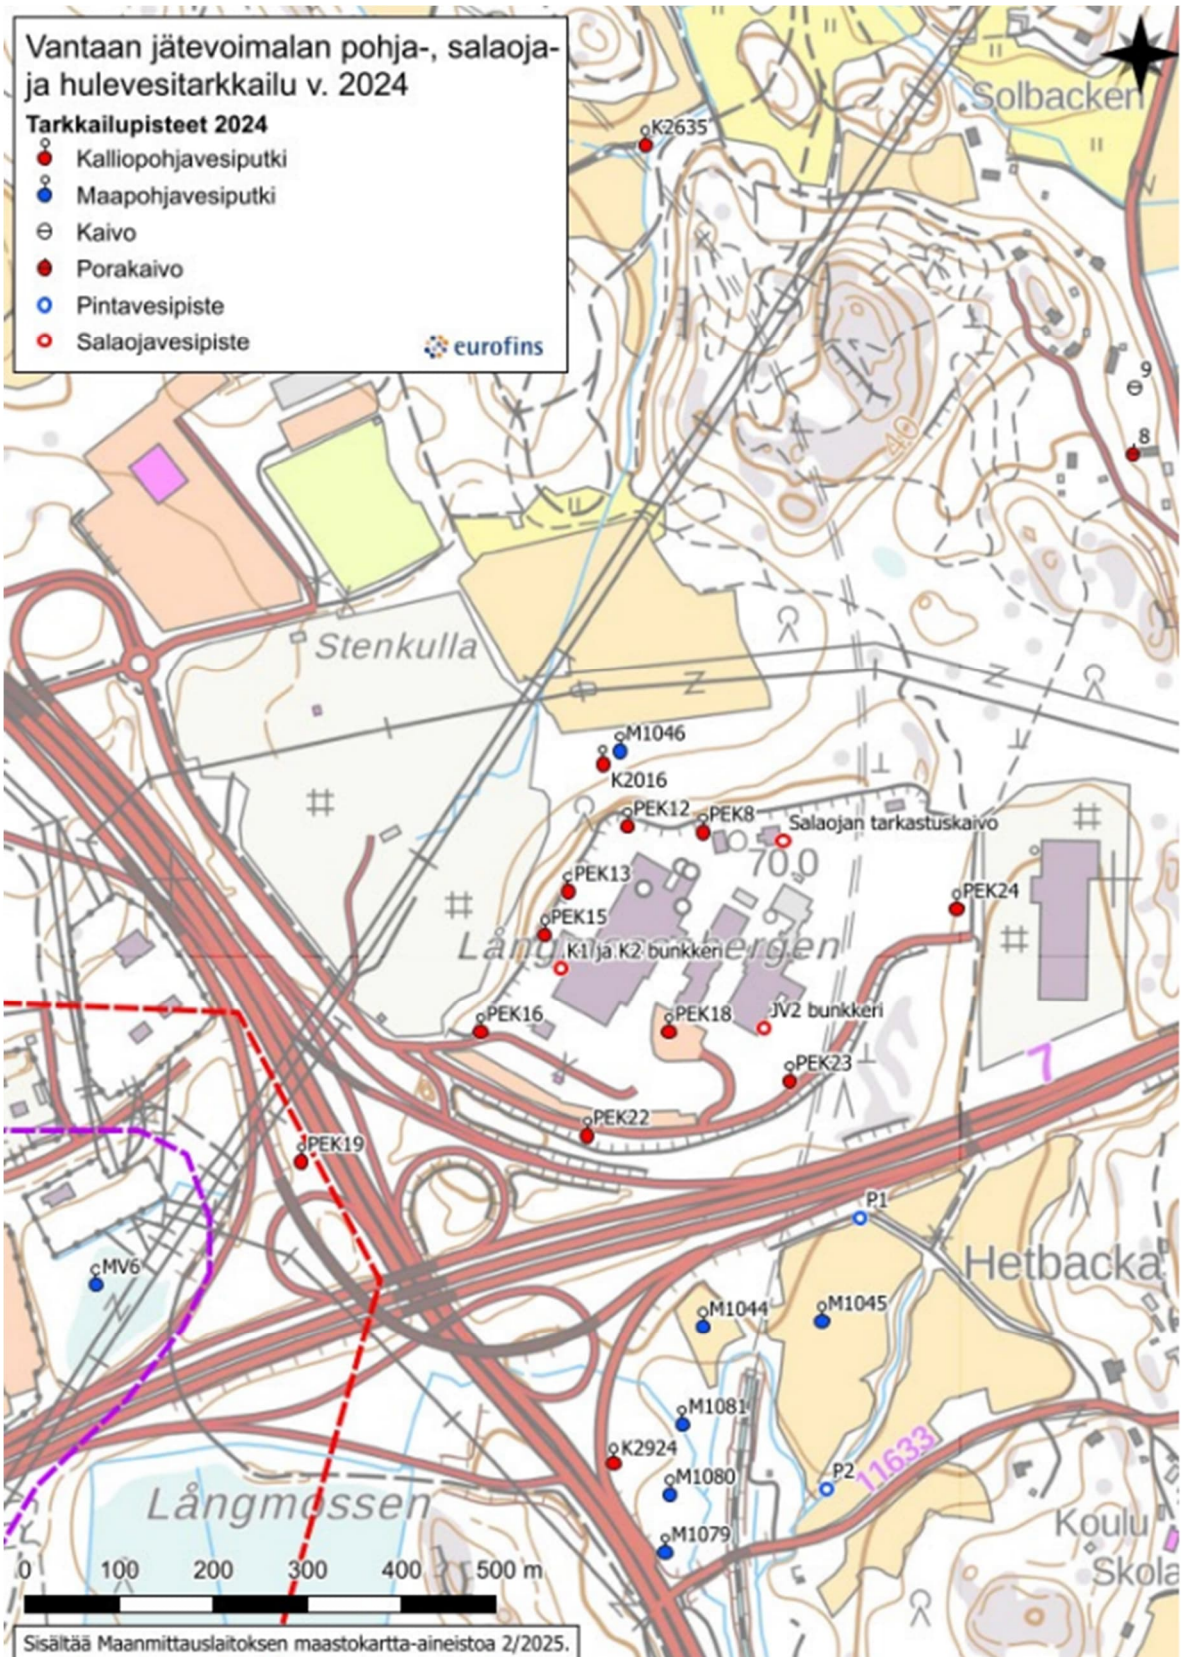 Vantaan jätevoimalan pohja-, salaoja-
ja hulevesitarkkailu v. 2024
Tarkkailupisteet 2024
Kalliopohjavesiputki
Maapohjavesiputki
Kaivo
Porakaivo
Pintavesipiste
Salaojavesipiste
eurofins
Solbacken
K2635
9
8
40
Stenkulla
M1046
K2016
PEK12
PEK8
Salaojan tarkastuskaivo
70.0
PEK13
PEK24
PEK15
K1 ja K2 bunkkeri
PEK16
PEK18
JV2 bunkkeri
7
PEK23
PEK22
PEK19
P1
Hetbacka
MV6
M1044
M1045
M1081
K2924
11633
M1080
P2
Långmossen
Koulu
M1079
Skola
0 100 200 300 400 500 m
Sisältää Maanmittauslaitoksen maastokartta-aineistoa 2/2025.